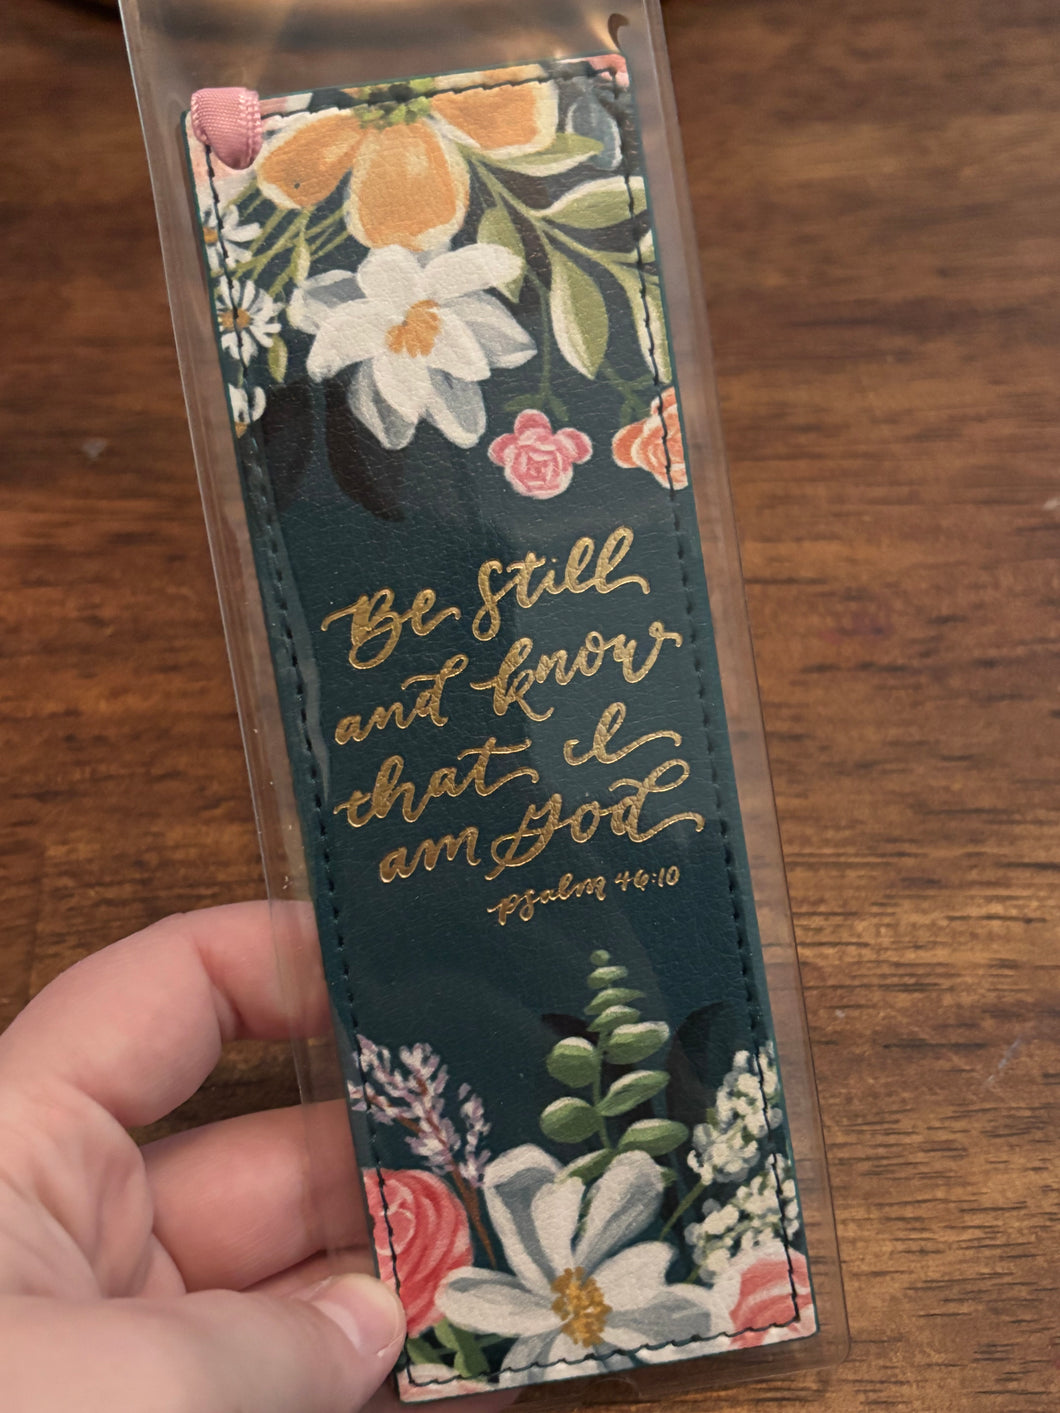 Be Still
and know
that I
am God
psalm 46:10